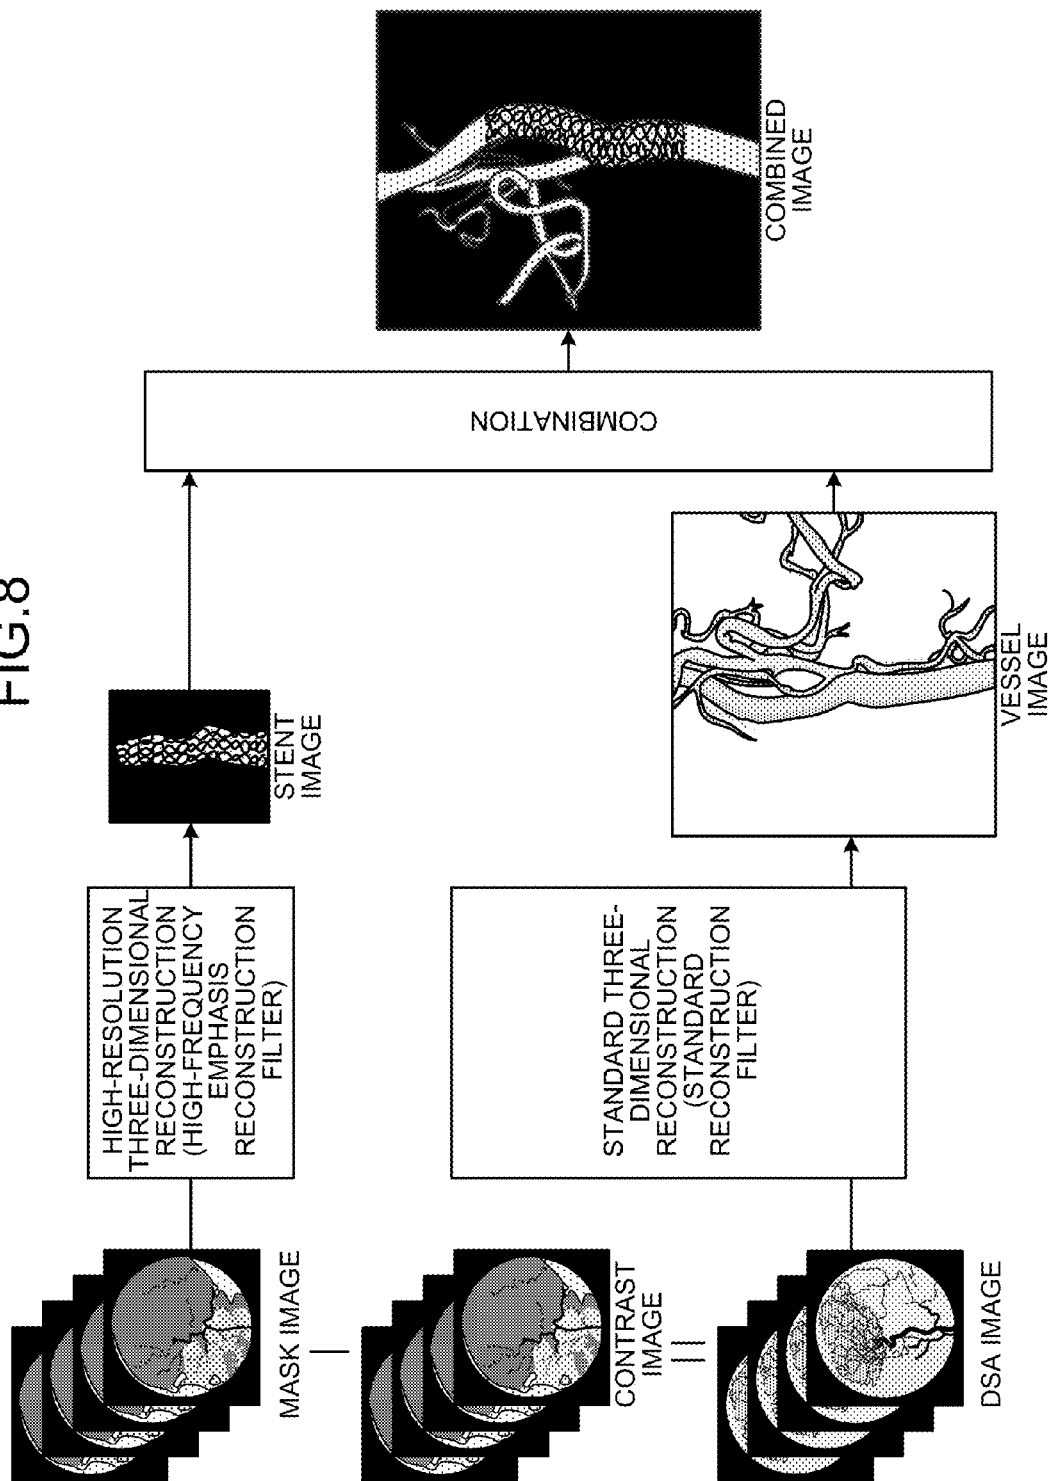 FIG.8
MASK IMAGE
—
CONTRAST
IMAGE
=
DSA IMAGE
HIGH-RESOLUTION
THREE-DIMENSIONAL
RECONSTRUCTION
(HIGH-FREQUENCY
EMPHASIS
RECONSTRUCTION
FILTER)
STENT
IMAGE
STANDARD THREE-
DIMENSIONAL
RECONSTRUCTION
(STANDARD
RECONSTRUCTION
FILTER)
VESSEL
IMAGE
COMBINATION
COMBINED
IMAGE